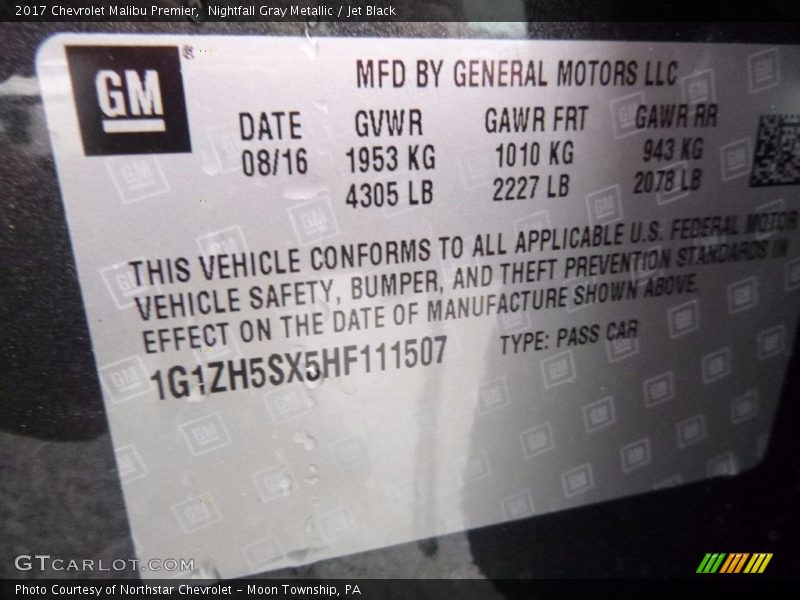 2017 Chevrolet Malibu Premier, Nightfall Gray Metallic / Jet Black
GM ®
MFD BY GENERAL MOTORS LLC
DATE GVWR GAWR FRT GAWR RR
08/16 1953 KG 1010 KG 943 KG
4305 LB 2227 LB 2078 LB
THIS VEHICLE CONFORMS TO ALL APPLICABLE U.S. FEDERAL MOTOR
VEHICLE SAFETY, BUMPER, AND THEFT PREVENTION STANDARDS IN
EFFECT ON THE DATE OF MANUFACTURE SHOWN ABOVE.
1G1ZH5SX5HF111507 TYPE: PASS CAR
GTCARLOT.COM
Photo Courtesy of Northstar Chevrolet - Moon Township, PA